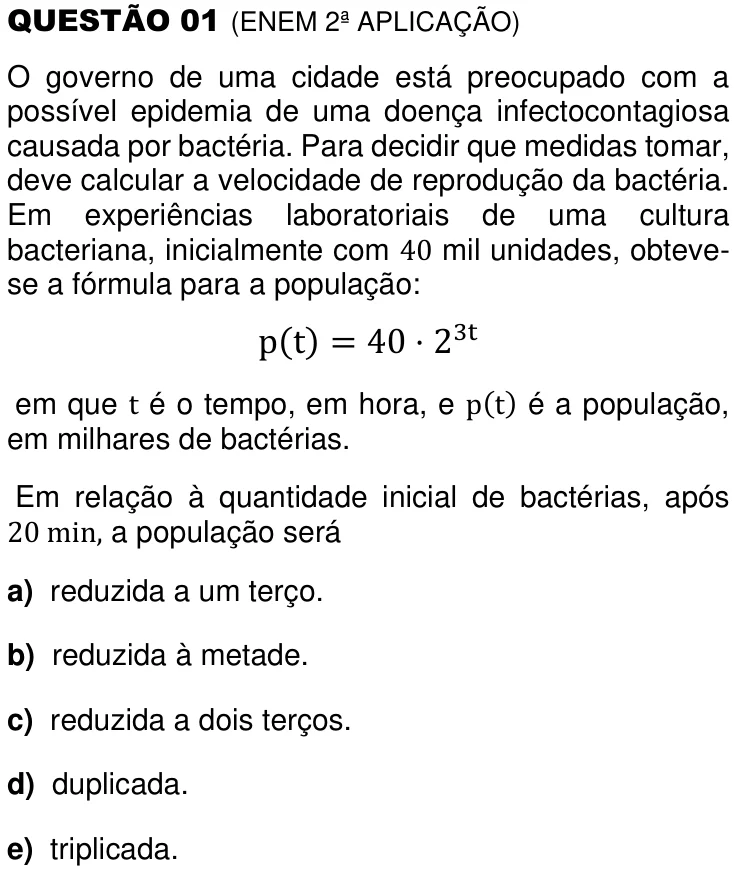 QUESTÃO 01 (ENEM 2ª APLICAÇÃO)
O governo de uma cidade está preocupado com a
possível epidemia de uma doença infectocontagiosa
causada por bactéria. Para decidir que medidas tomar,
deve calcular a velocidade de reprodução da bactéria.
Em experiências laboratoriais de uma cultura
bacteriana, inicialmente com 40 mil unidades, obteve-
se a fórmula para a população:
p(t) = 40 · 2³ᵗ
em que t é o tempo, em hora, e p(t) é a população,
em milhares de bactérias.
Em relação à quantidade inicial de bactérias, após
20 min, a população será
a) reduzida a um terço.
b) reduzida à metade.
c) reduzida a dois terços.
d) duplicada.
e) triplicada.